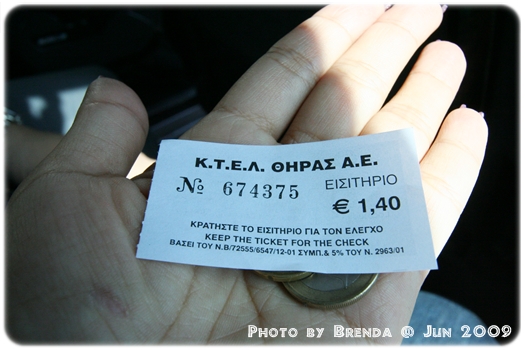 Κ.Τ.Ε.Λ. ΘΗΡΑΣ Α.Ε.
№ 674375 ΕΙΣΙΤΗΡΙΟ
€ 1,40
ΚΡΑΤΗΣΤΕ ΤΟ ΕΙΣΙΤΗΡΙΟ ΓΙΑ ΤΟΝ ΕΛΕΓΧΟ
KEEP THE TICKET FOR THE CHECK
ΒΑΣΕΙ ΤΟΥ Ν.Β/72555/6547/12-01 ΣΥΜΠ.& 5% ΤΟΥ Ν. 2963/01
Photo by Brenda @ Jun 2009